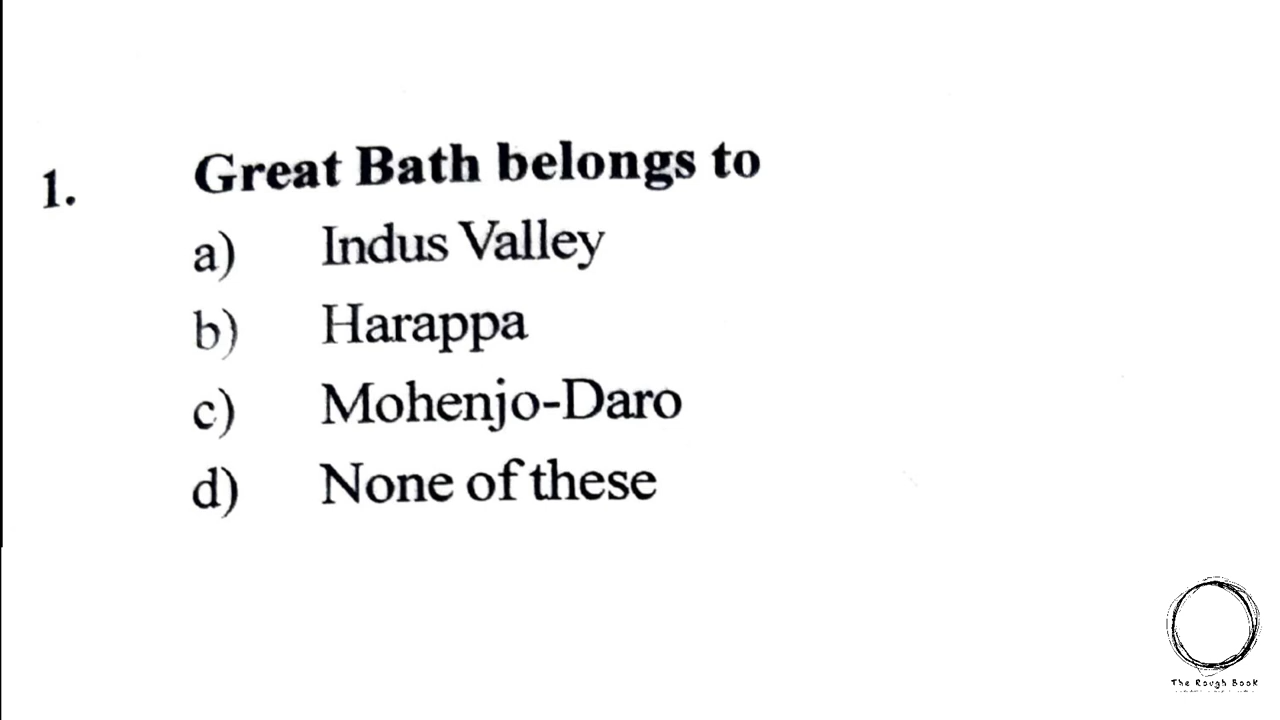 1. Great Bath belongs to
a) Indus Valley
b) Harappa
c) Mohenjo-Daro
d) None of these
The Rough Book